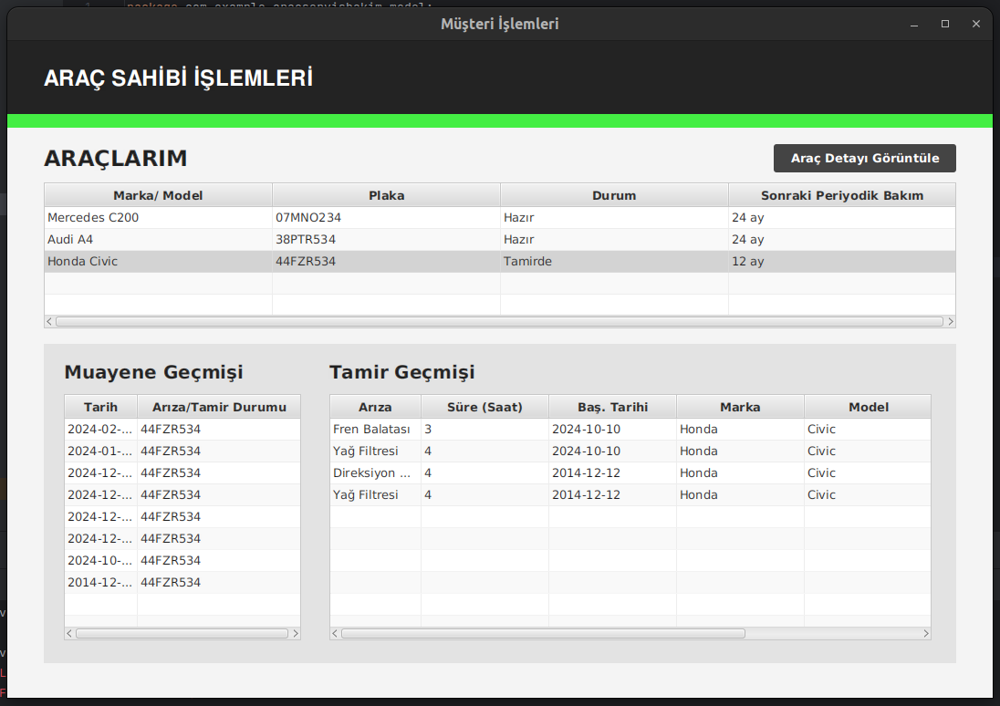 package com.example.aracservisbakim.model;
Müşteri İşlemleri
ARAÇ SAHİBİ İŞLEMLERİ
ARAÇLARIM
Araç Detayı Görüntüle
Marka/ Model Plaka Durum Sonraki Periyodik Bakım
Mercedes C200 07MNO234 Hazır 24 ay
Audi A4 38PTR534 Hazır 24 ay
Honda Civic 44FZR534 Tamirde 12 ay
Muayene Geçmişi
Tarih Arıza/Tamir Durumu
2024-02-... 44FZR534
2024-01-... 44FZR534
2024-12-... 44FZR534
2024-12-... 44FZR534
2024-12-... 44FZR534
2024-12-... 44FZR534
2024-10-... 44FZR534
2014-12-... 44FZR534
Tamir Geçmişi
Arıza Süre (Saat) Baş. Tarihi Marka Model
Fren Balatası 3 2024-10-10 Honda Civic
Yağ Filtresi 4 2024-10-10 Honda Civic
Direksiyon ... 4 2014-12-12 Honda Civic
Yağ Filtresi 4 2014-12-12 Honda Civic